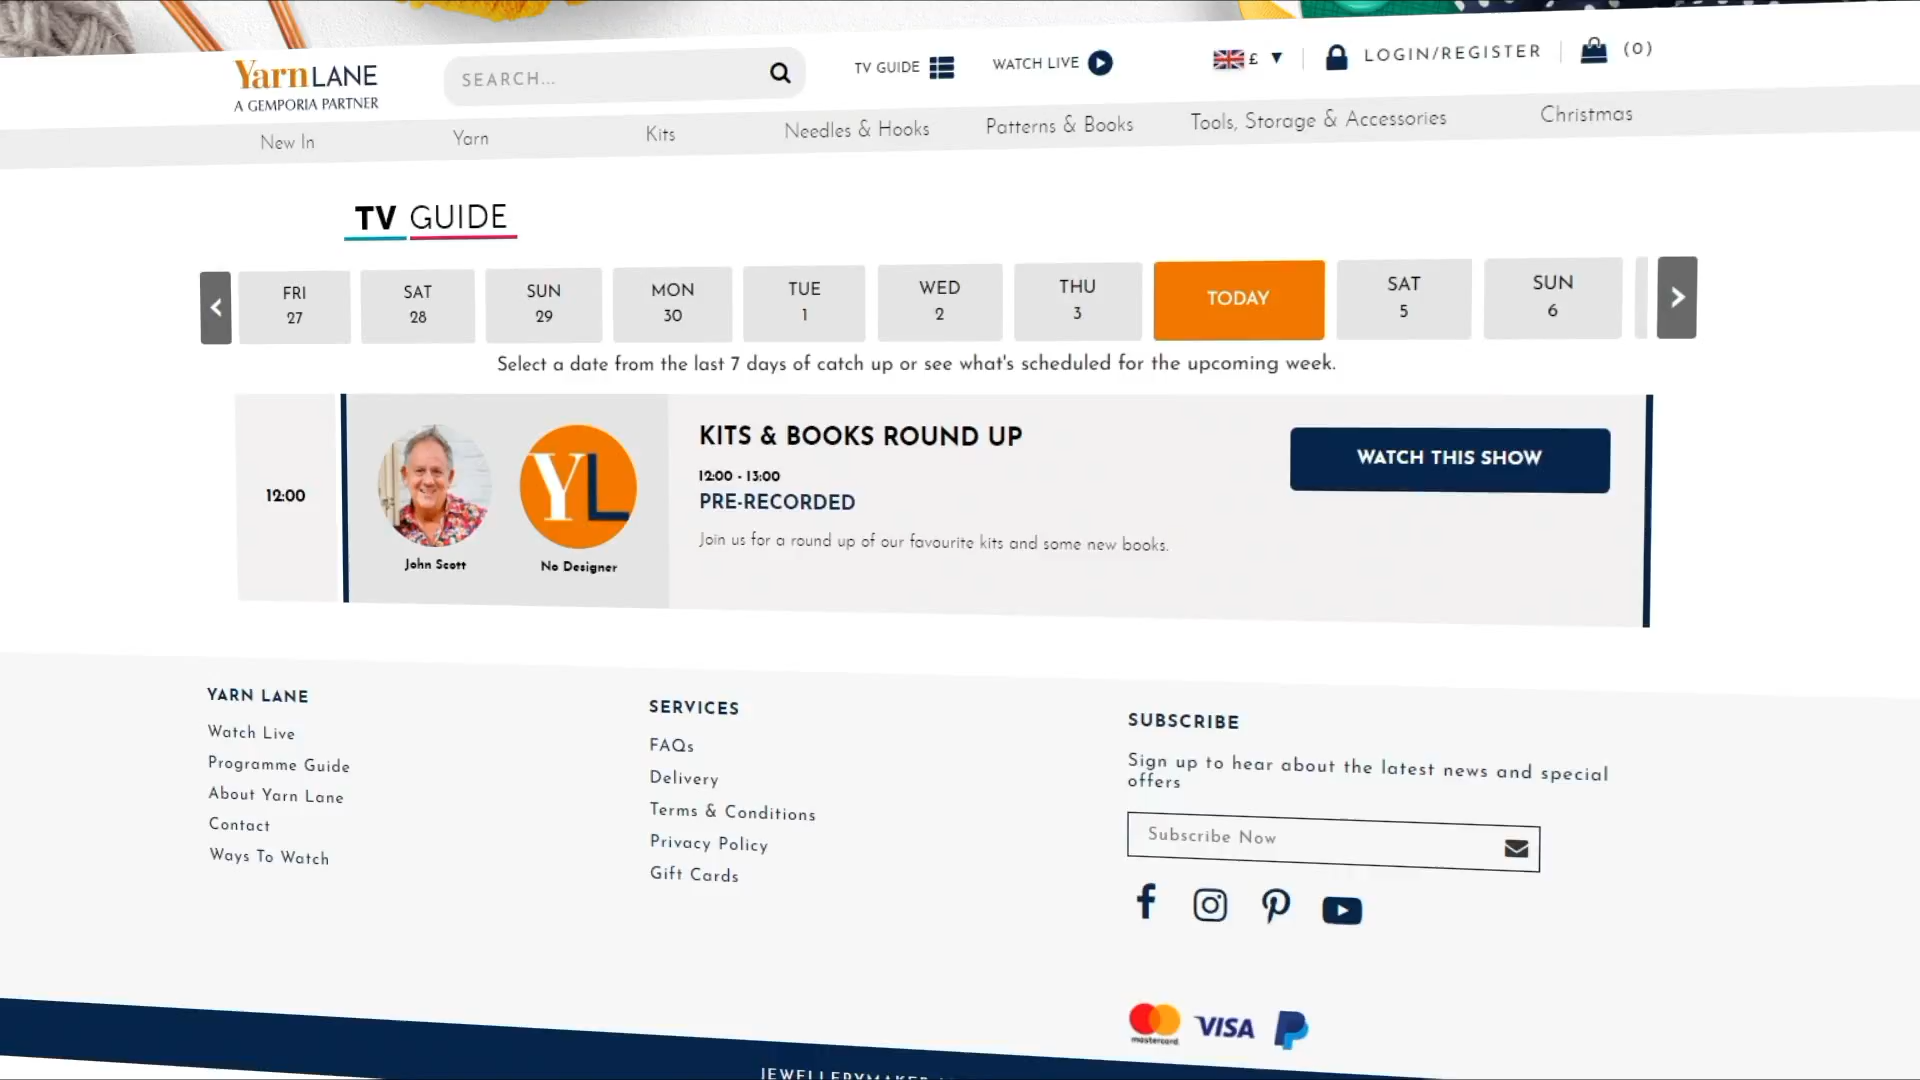 Yarn LANE
A GEMPORIA PARTNER
SEARCH...
TV GUIDE
WATCH LIVE
£
LOGIN/REGISTER
(0)
New In
Yarn
Kits
Needles & Hooks
Patterns & Books
Tools, Storage & Accessories
Christmas
TV GUIDE
FRI
27
SAT
28
SUN
29
MON
30
TUE
1
WED
2
THU
3
TODAY
SAT
5
SUN
6
Select a date from the last 7 days of catch up or see what's scheduled for the upcoming week.
12:00
John Scott
YL
No Designer
KITS & BOOKS ROUND UP
12:00 - 13:00
PRE-RECORDED
Join us for a round up of our favourite kits and some new books.
WATCH THIS SHOW
YARN LANE
Watch Live
Programme Guide
About Yarn Lane
Contact
Ways To Watch
SERVICES
FAQs
Delivery
Terms & Conditions
Privacy Policy
Gift Cards
SUBSCRIBE
Sign up to hear about the latest news and special
offers
Subscribe Now
mastercard
VISA
JEWELLERYMAKER